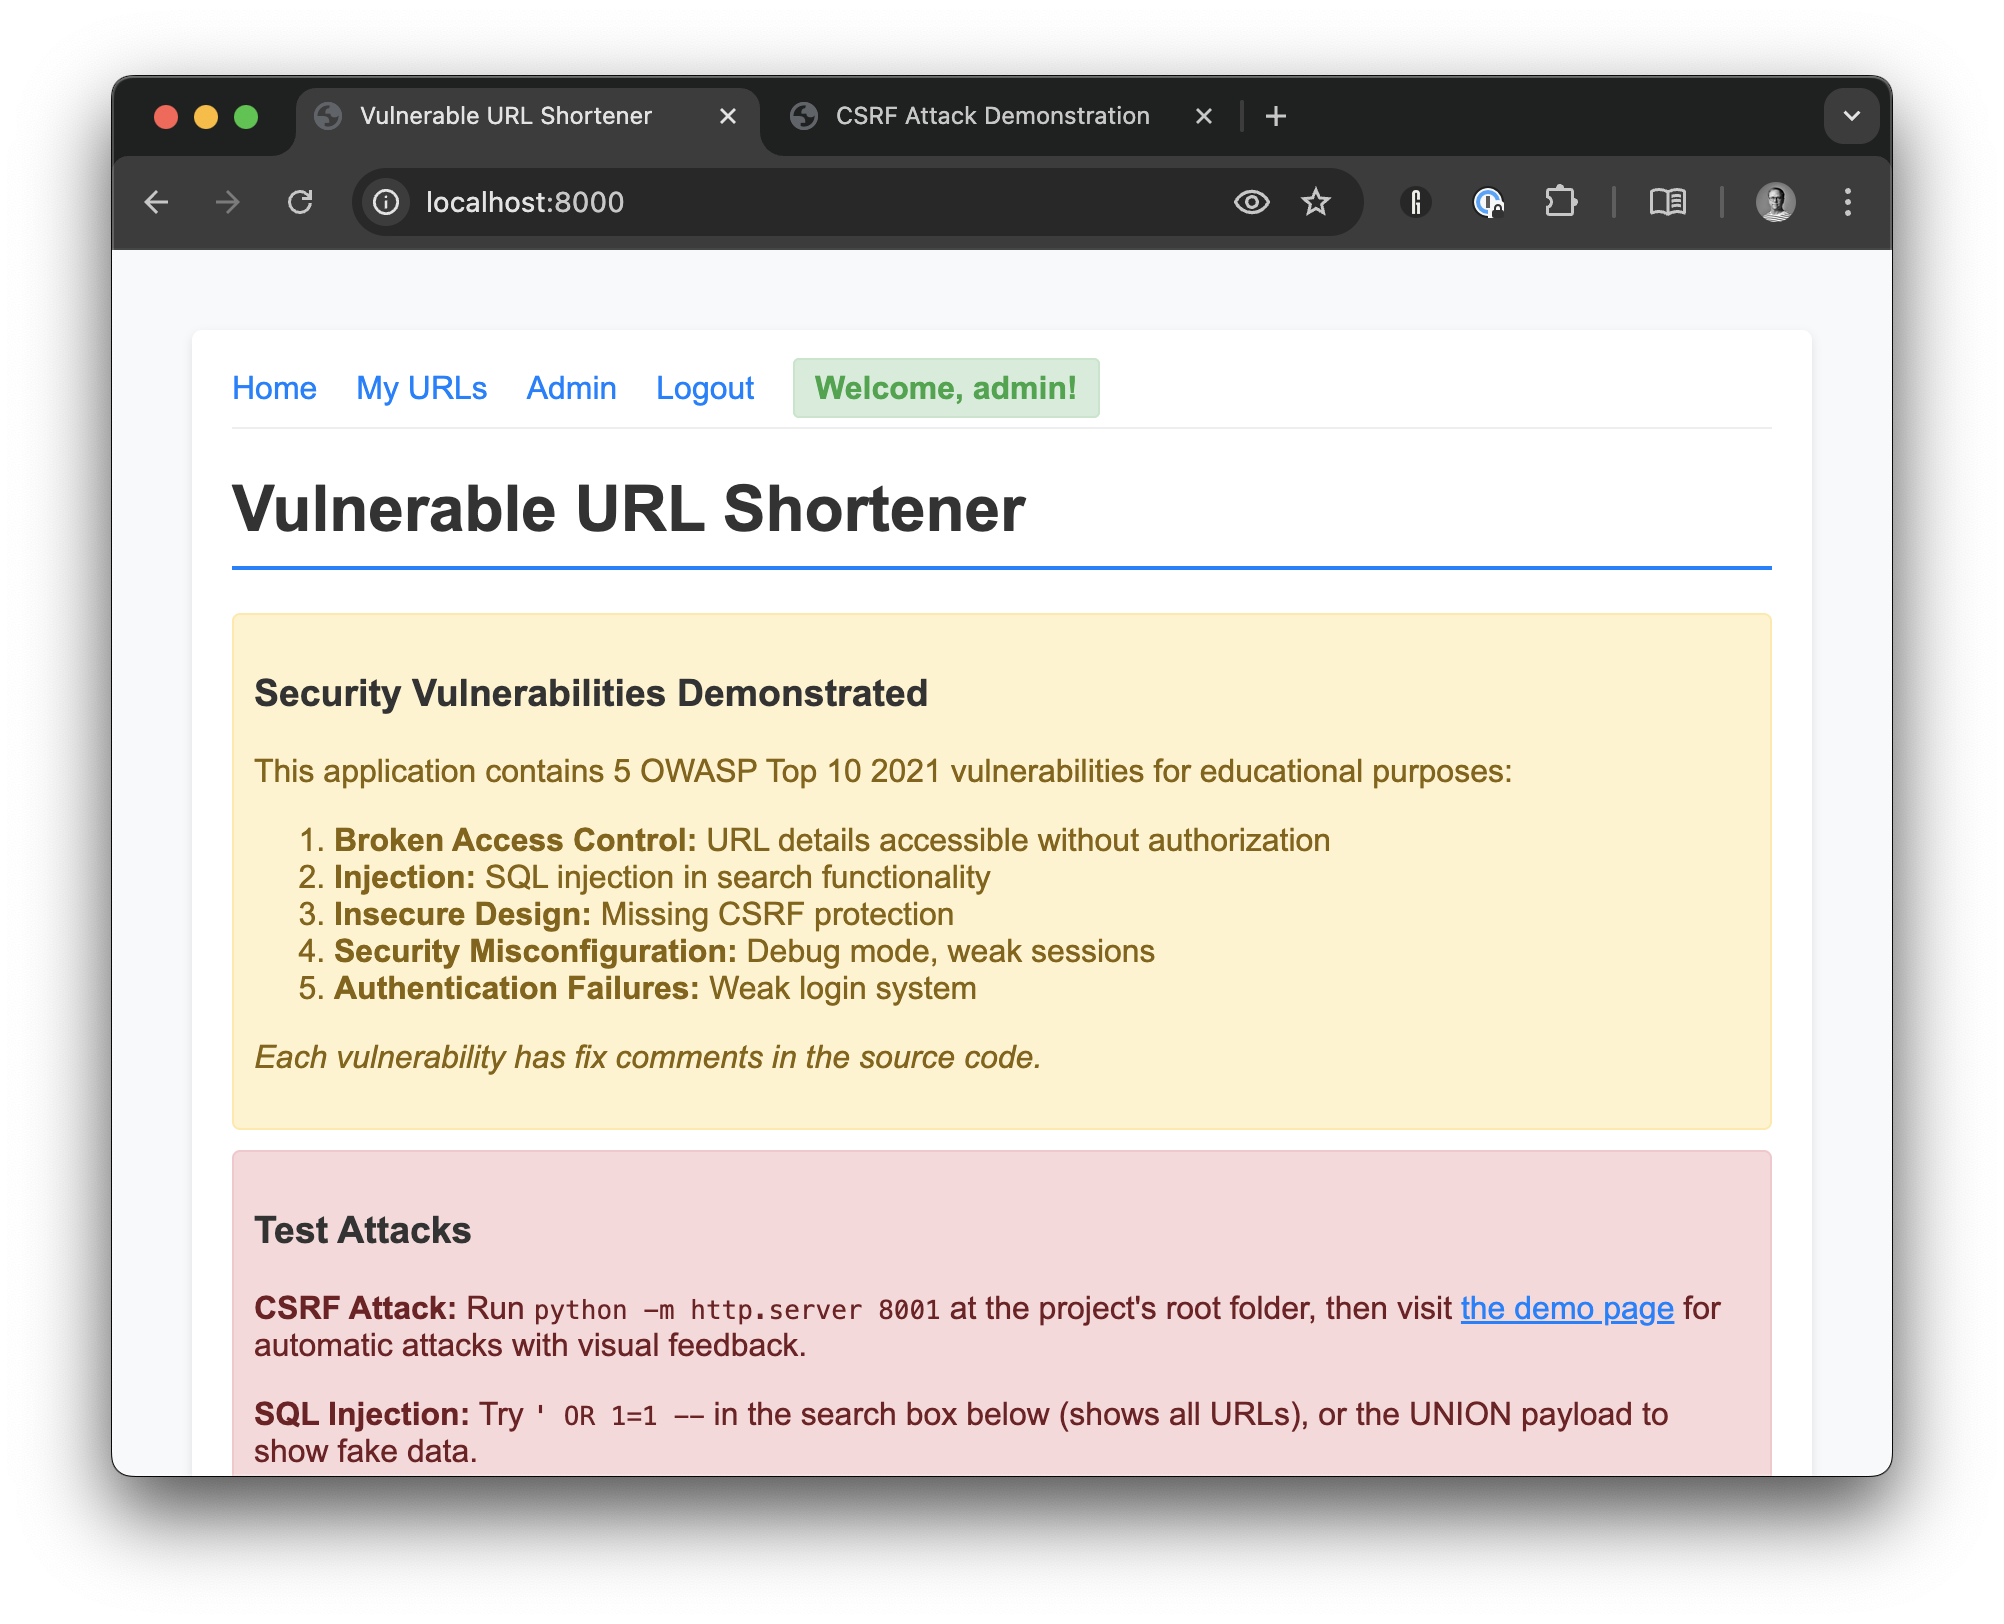 Vulnerable URL Shortener
CSRF Attack Demonstration
localhost:8000
Home My URLs Admin Logout Welcome, admin!
Vulnerable URL Shortener
Security Vulnerabilities Demonstrated
This application contains 5 OWASP Top 10 2021 vulnerabilities for educational purposes:
1. Broken Access Control: URL details accessible without authorization
2. Injection: SQL injection in search functionality
3. Insecure Design: Missing CSRF protection
4. Security Misconfiguration: Debug mode, weak sessions
5. Authentication Failures: Weak login system
Each vulnerability has fix comments in the source code.
Test Attacks
CSRF Attack: Run python -m http.server 8001 at the project's root folder, then visit the demo page for
automatic attacks with visual feedback.
SQL Injection: Try ' OR 1=1 -- in the search box below (shows all URLs), or the UNION payload to
show fake data.